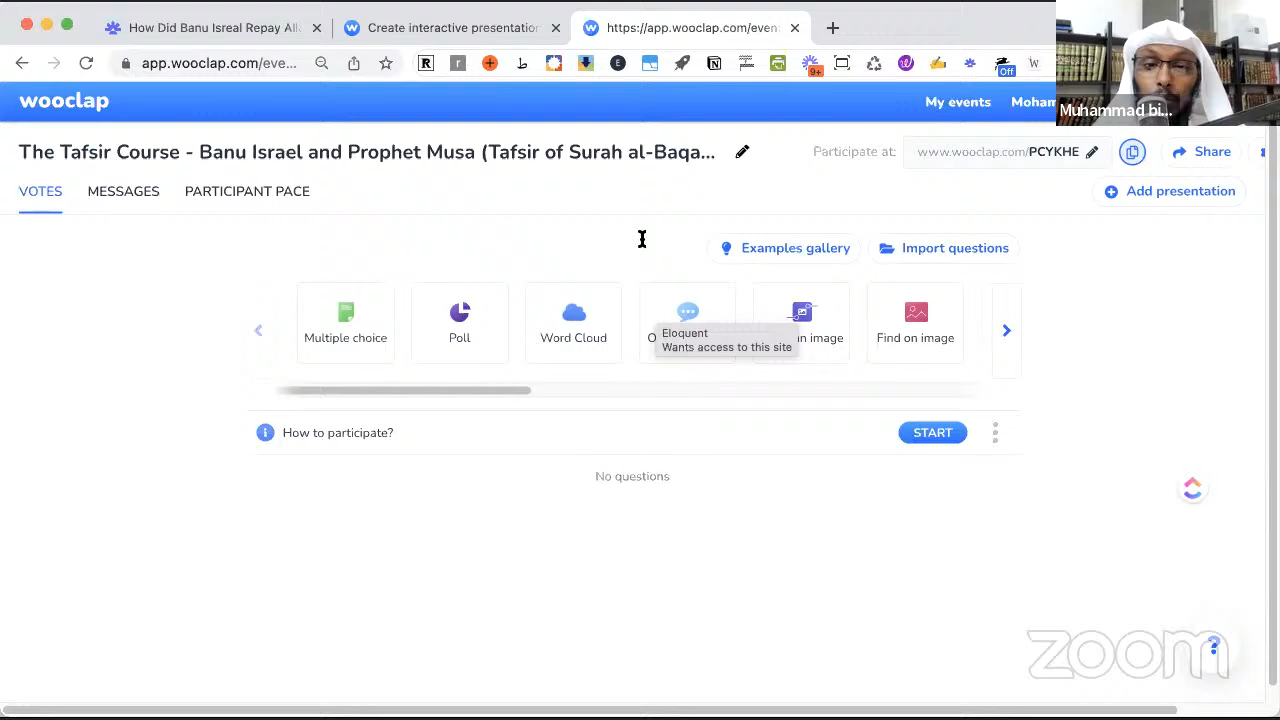 How Did Banu Isreal Repay All
Create interactive presentation
https://app.wooclap.com/even
app.wooclap.com/eve...
9+
Off
wooclap
My events
Moham
Muhammad bi...
The Tafsir Course - Banu Israel and Prophet Musa (Tafsir of Surah al-Baqa...
Participate at:
www.wooclap.com/PCYKHE
Share
VOTES
MESSAGES
PARTICIPANT PACE
Add presentation
Examples gallery
Import questions
Multiple choice
Poll
Word Cloud
O
Eloquent
Wants access to this site
n image
Find on image
How to participate?
START
No questions
zoom
?